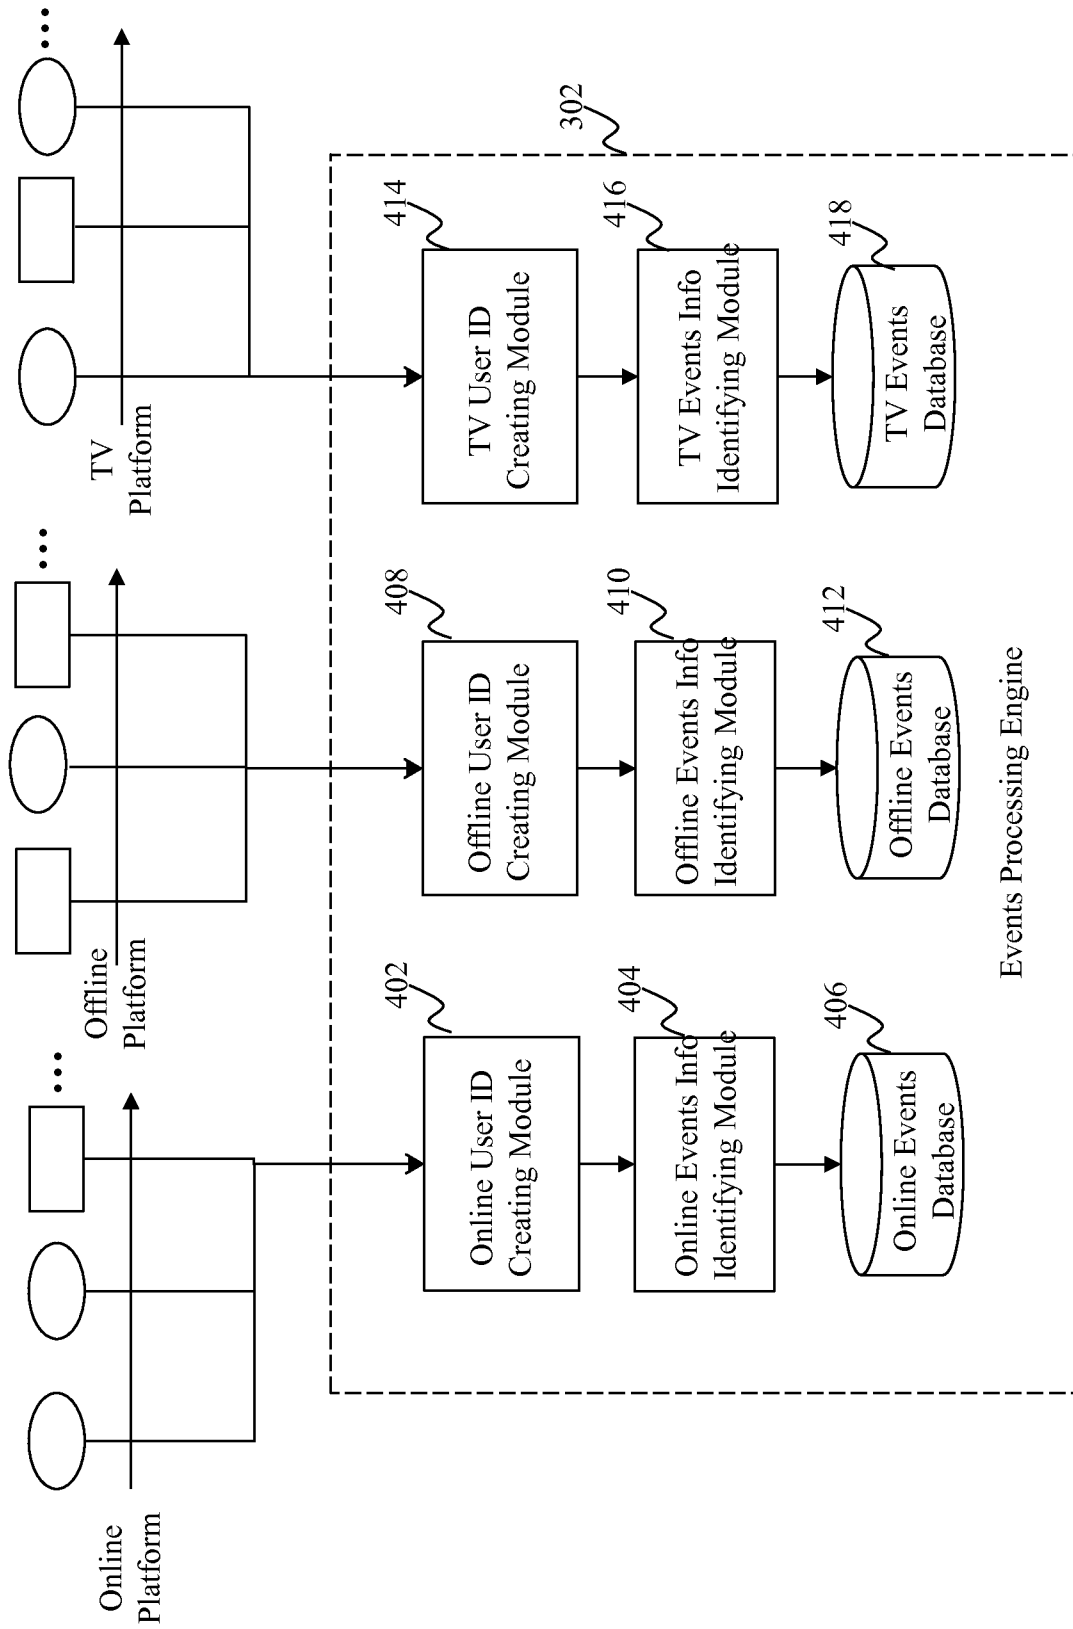 Online
Platform
Offline
Platform
TV
Platform
302
402
Online User ID
Creating Module
408
Offline User ID
Creating Module
414
TV User ID
Creating Module
404
Online Events Info
Identifying Module
410
Offline Events Info
Identifying Module
416
TV Events Info
Identifying Module
406
Online Events
Database
412
Offline Events
Database
418
TV Events
Database
Events Processing Engine